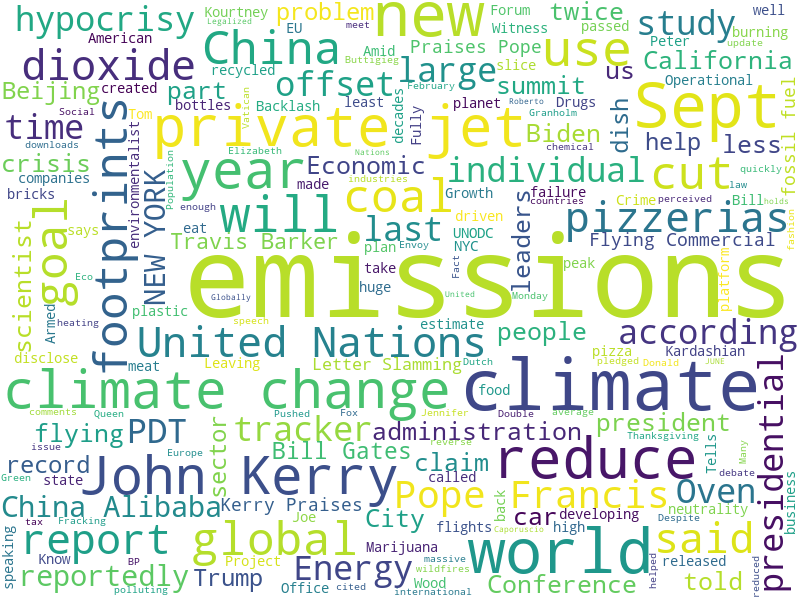 Kourtney
EU
Forum
meet
Legalized
well
hypocrisy
problem
new
twice
study
burning
American
China
Buttigieg
Witness
passed
update
dioxide
Amid
Praises Pope
Peter
use
California
recycled
slice
large
us
Operational
Beijing
created
part
offset
February
fossil fuel
bottles
Backlash
least
decades
Fully
summit
planet
Drugs
Roberto
Sept
time
Social
footprints
Tom
environmentalist
Vatican
private jet
Granholm
Biden
dish
help
less
downloads
Elizabeth
Nations
chemical
quickly
crisis
year
Economic
individual
cut
law
companies
Population
industries
countries
perceived
holds
bricks
NEW YORK
made
coal
Growth
failure
Crime
Bill
fashion
goal
enough
will
last
driven
UNODC
leaders
pizzerias
scientist
says
eat
Travis Barker
plan
Envoy
NYC
Flying Commercial
platform
emissions
take
Fact
peak
Eco
huge
Globally
United
Monday
Armed
plastic
speech
heating
United Nations
estimate
people
according
disclose
meat
Leaving
Letter Slamming
Dutch
pizza
Kardashian
pledged
Donald
JUNE
climate change
food
climate
comments
Queen
Pushed
Fox
Jennifer
Double
average
presidential
flying
PDT
tracker
administration
reverse
president
Thanksgiving
issue
Green
Europe
sector
Bill Gates
claim
reduce
Tells
Many
debate
record
state
John Kerry
called
Pope Francis
Oven
neutrality
business
China Alibaba
Kerry Praises
back
tax
Fracking
Joe
City
flights
Caporuscio
car
developing
high
Despite
report
global
Marijuana
massive
world
said
speaking
Know
BP
Project
Energy
wildfires
released
reportedly
Trump
Office
cited
Wood
Conference
helped
told
reduced
polluting
international